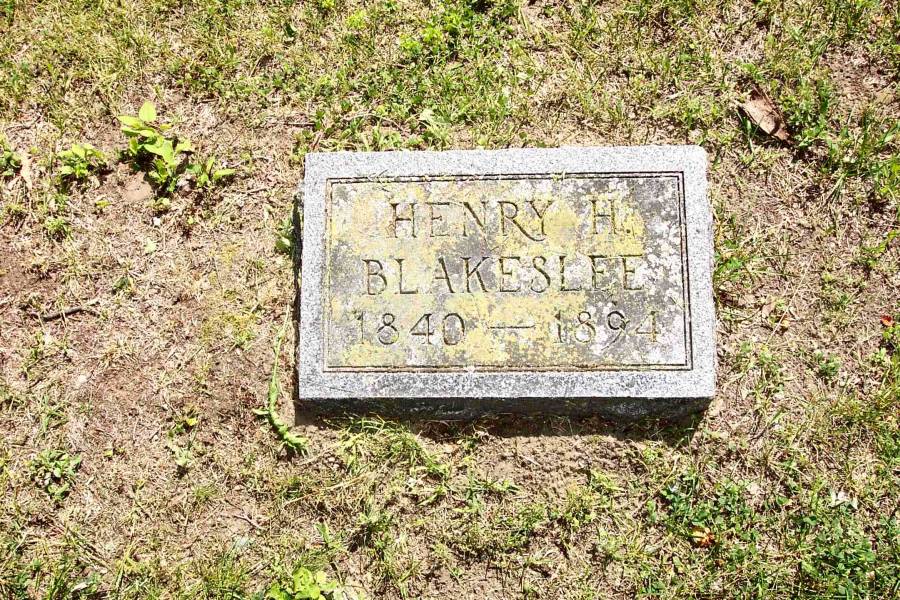 HENRY H.
BLAKESLEE
1840 — 1894